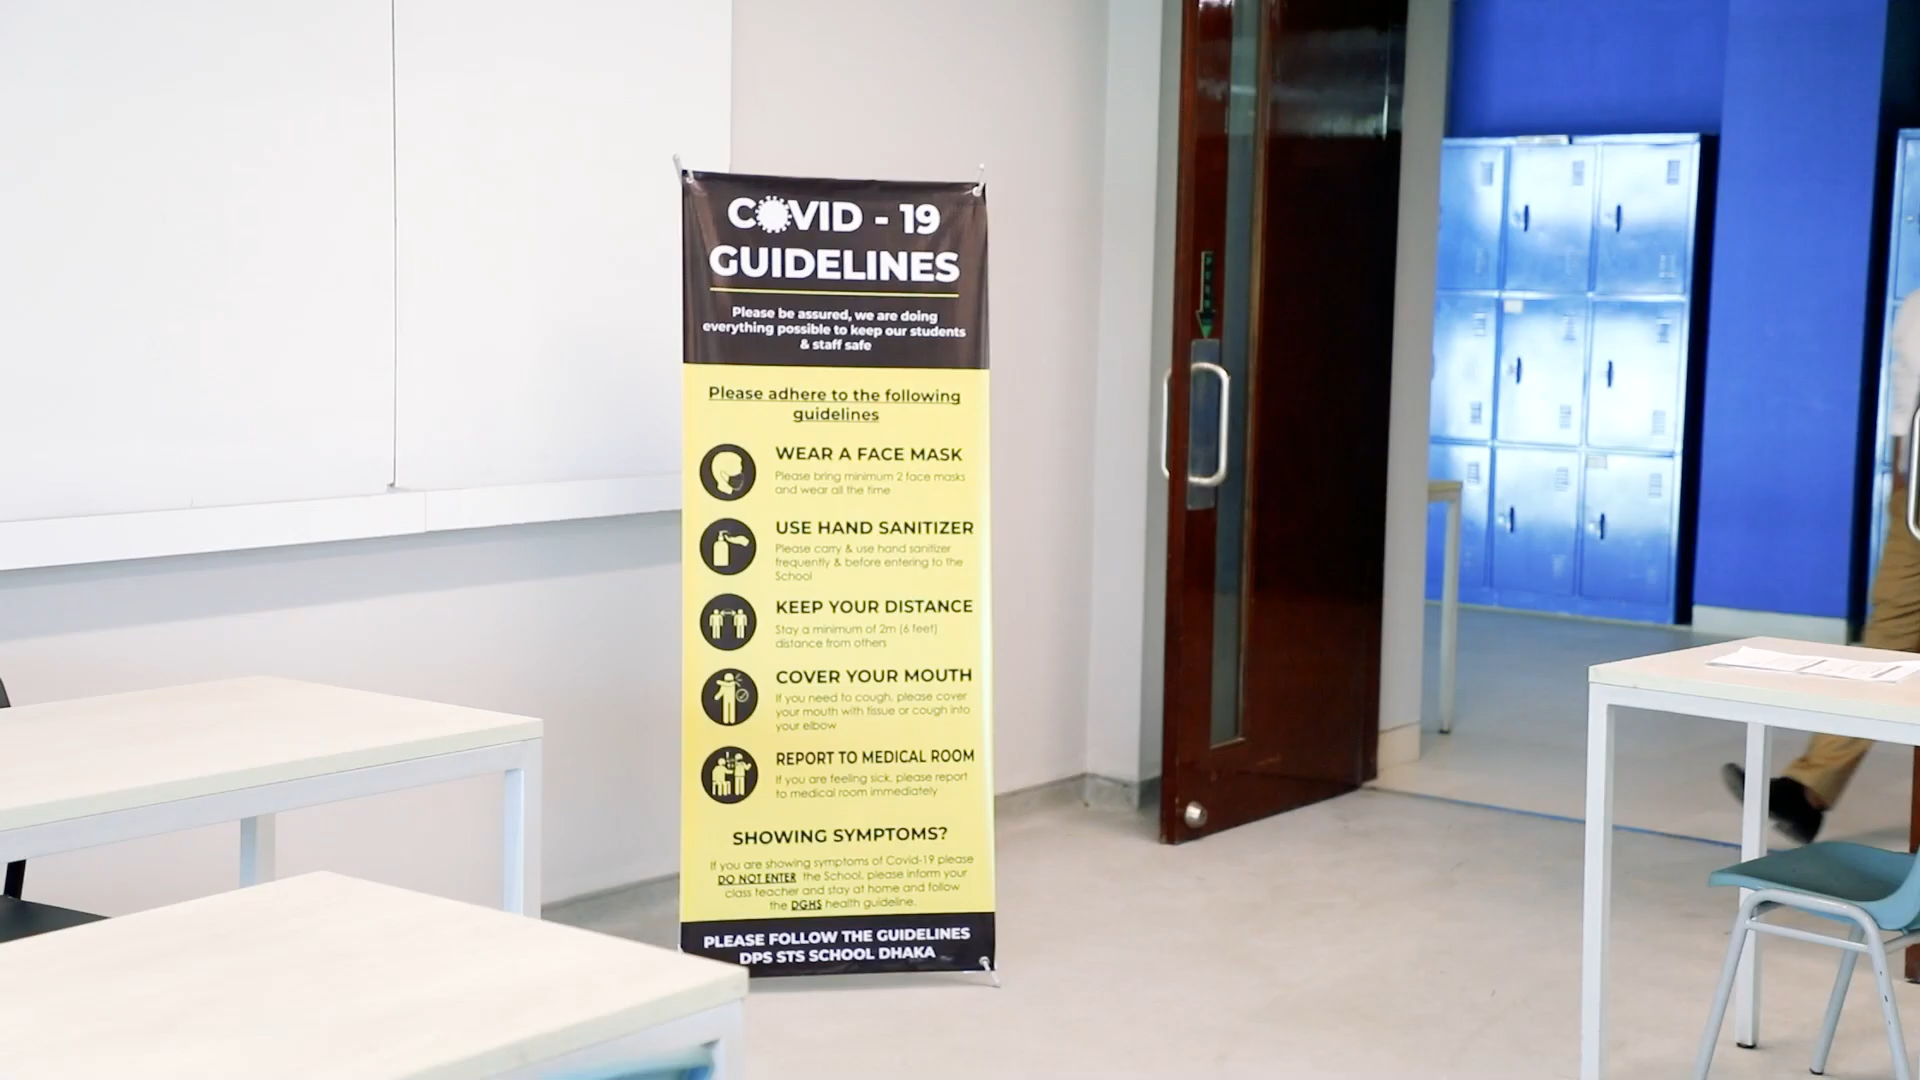 COVID - 19
GUIDELINES
Please be assured, we are doing
everything possible to keep our students
& staff safe
Please adhere to the following
guidelines
WEAR A FACE MASK
Please bring minimum 2 face masks
and wear all the time
USE HAND SANITIZER
Please carry & use hand sanitizer
frequently & before entering to the
School
KEEP YOUR DISTANCE
Stay a minimum of 2m (6 feet)
distance from others
COVER YOUR MOUTH
If you need to cough, please cover
your mouth with tissue or cough into
your elbow
REPORT TO MEDICAL ROOM
If you are feeling sick, please report
to medical room immediately
SHOWING SYMPTOMS?
If you are showing symptoms of Covid-19 please
DO NOT ENTER the School, please inform your
class teacher and stay at home and follow
the DGHS health guideline.
PLEASE FOLLOW THE GUIDELINES
DPS STS SCHOOL DHAKA